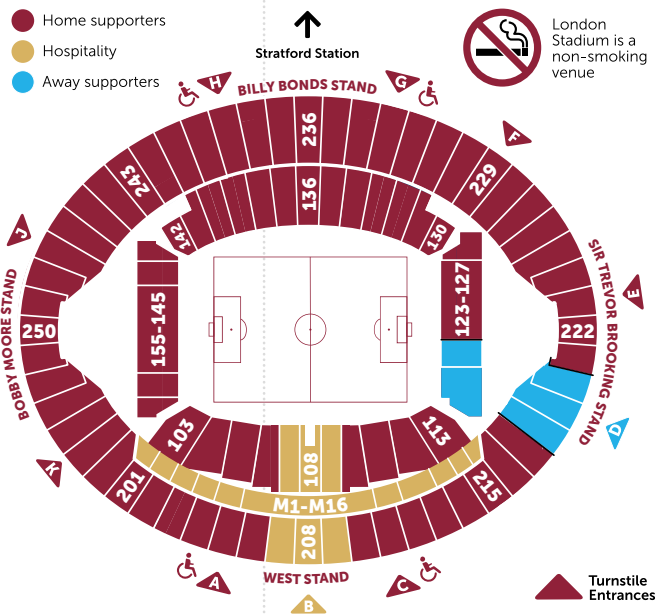 Home supporters
Hospitality
Away supporters
Stratford Station
London
Stadium is a
non-smoking
venue
H
BILLY BONDS STAND
G
F
236
243
229
136
142
130
J
E
SIR TREVOR BROOKING STAND
BOBBY MOORE STAND
155-145
123-127
250
222
D
103
113
108
K
201
M1-M16
215
208
A
WEST STAND
C
B
Turnstile
Entrances